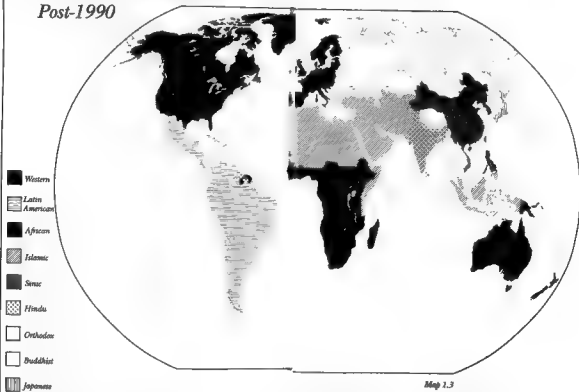 Post-1990
Western
Latin
American
African
Islamic
Sinic
Hindu
Orthodox
Buddhist
Japanese
Map 1.3